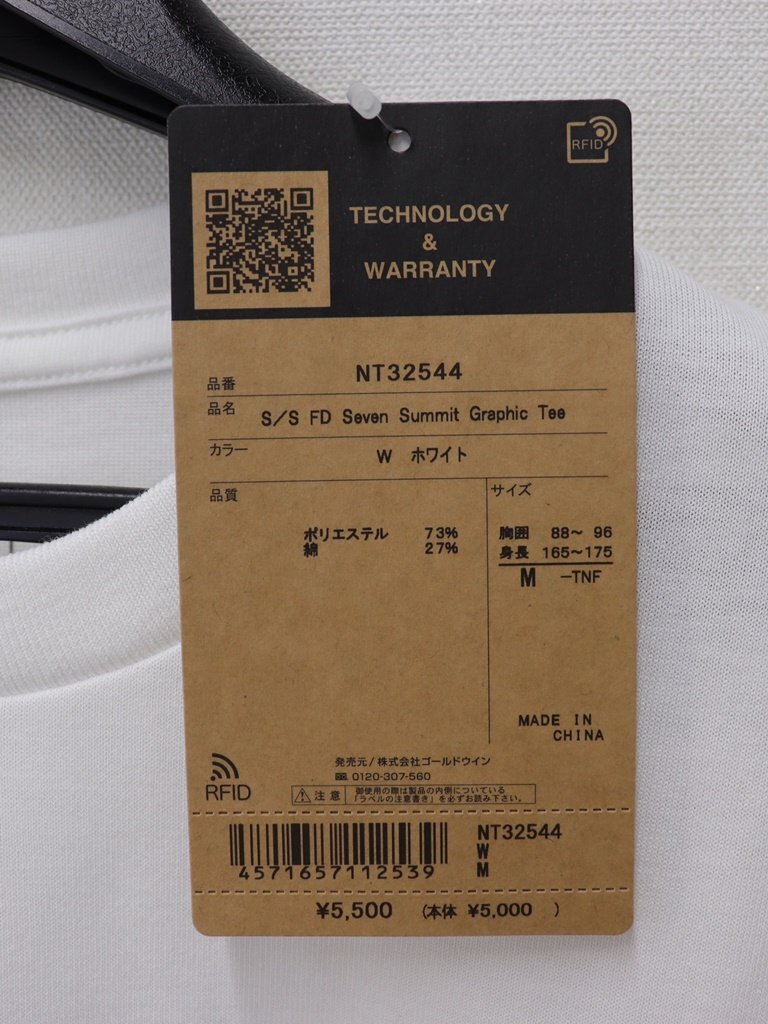 RFID
TECHNOLOGY
&
WARRANTY
品番 NT32544
品名 S/S FD Seven Summit Graphic Tee
カラー W ホワイト
品質
ポリエステル 73%
綿 27%
サイズ
胸囲 88～ 96
身長 165～175
M -TNF
MADE IN
CHINA
RFID
発売元/株式会社ゴールドウイン
0120-307-560
注意 御使用の際は製品の内側についている
「ラベルの注意書き」を必ずお読み下さい。
4571657112539
NT32544
W
M
¥5,500 (本体 ¥5,000 )